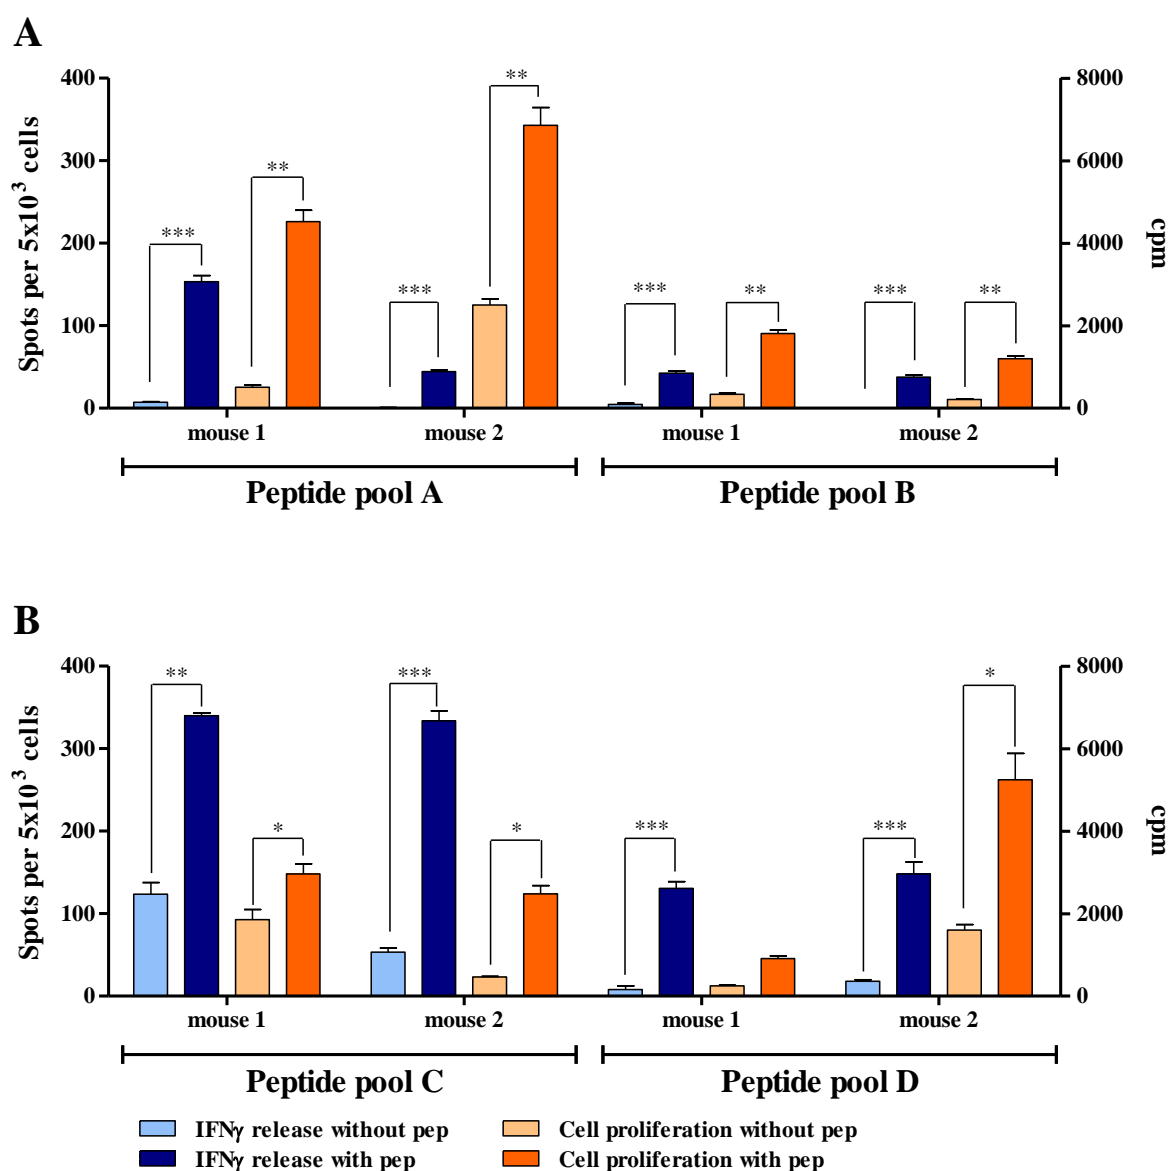 A
400
300
200
100
0
Spots per 5x10³ cells
8000
6000
4000
2000
0
cpm
*** ** *** ** *** ** *** **
mouse 1 mouse 2 mouse 1 mouse 2
Peptide pool A Peptide pool B
B
400
300
200
100
0
Spots per 5x10³ cells
8000
6000
4000
2000
0
cpm
** * *** * *** *** *
mouse 1 mouse 2 mouse 1 mouse 2
Peptide pool C Peptide pool D
IFNγ release without pep Cell proliferation without pep
IFNγ release with pep Cell proliferation with pep